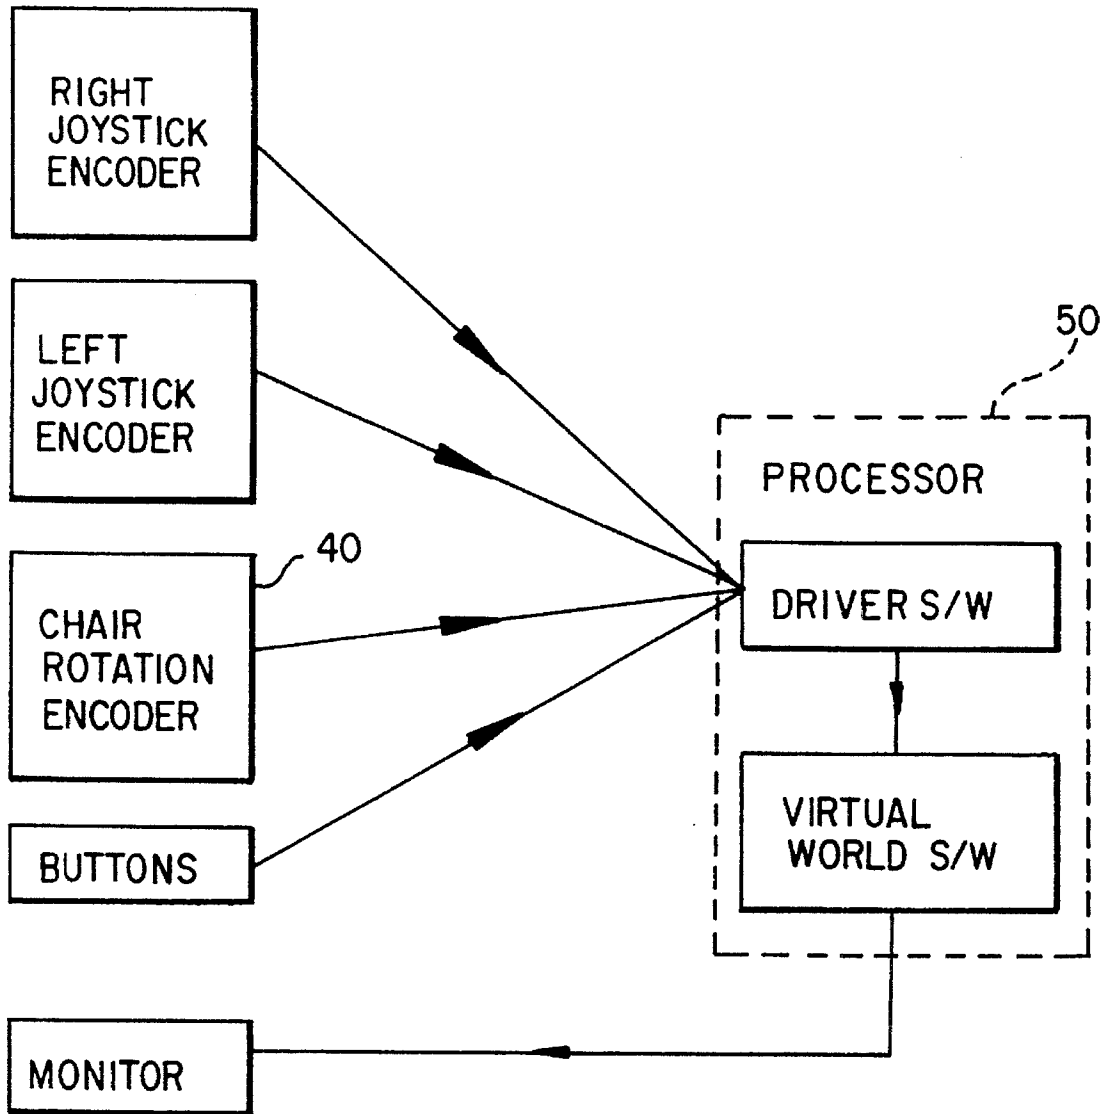 RIGHT
JOYSTICK
ENCODER
LEFT
JOYSTICK
ENCODER
40
CHAIR
ROTATION
ENCODER
BUTTONS
MONITOR
50
PROCESSOR
DRIVER S/W
VIRTUAL
WORLD S/W